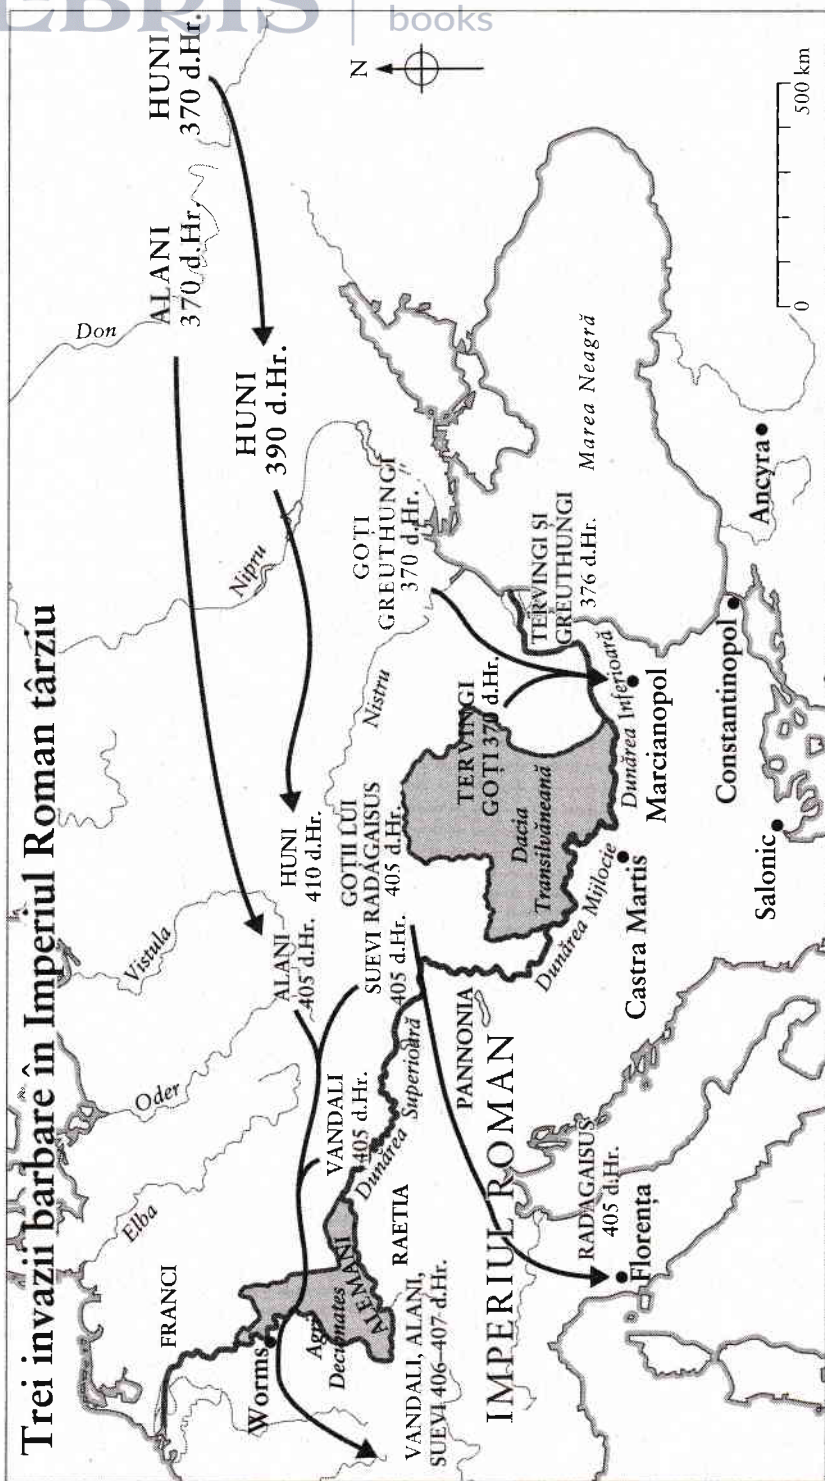 EBRIS
books
Trei invazii barbare în Imperiul Roman târziu
HUNI
370 d.Hr.
ALANI
370 d.Hr.
Don
HUNI
390 d.Hr.
Nipru
GOȚI
GREUTHUNGI
370 d.Hr.
Nistru
TERVINGI ȘI
GREUTHUNGI
376 d.Hr.
TERVINGI
GOȚI 370 d.Hr.
Dacia
Transilvăneană
HUNI
410 d.Hr.
GOȚII LUI
RADAGAISUS
405 d.Hr.
Vistula
ALANI
405 d.Hr.
SUEVI
405 d.Hr.
Oder
VANDALI
405 d.Hr.
Elba
FRANCI
Worms
Agri
Decumates
ALEMANI
RAETIA
Dunărea Superioară
PANNONIA
Dunărea Mijlocie
Dunărea Inferioară
VANDALI, ALANI,
SUEVI 406-407 d.Hr.
IMPERIUL ROMAN
RADAGAISUS
405 d.Hr.
Florența
Castra Martis
Marcianopol
Salonic
Constantinopol
Ancyra
Marea Neagră
N
0
500 km